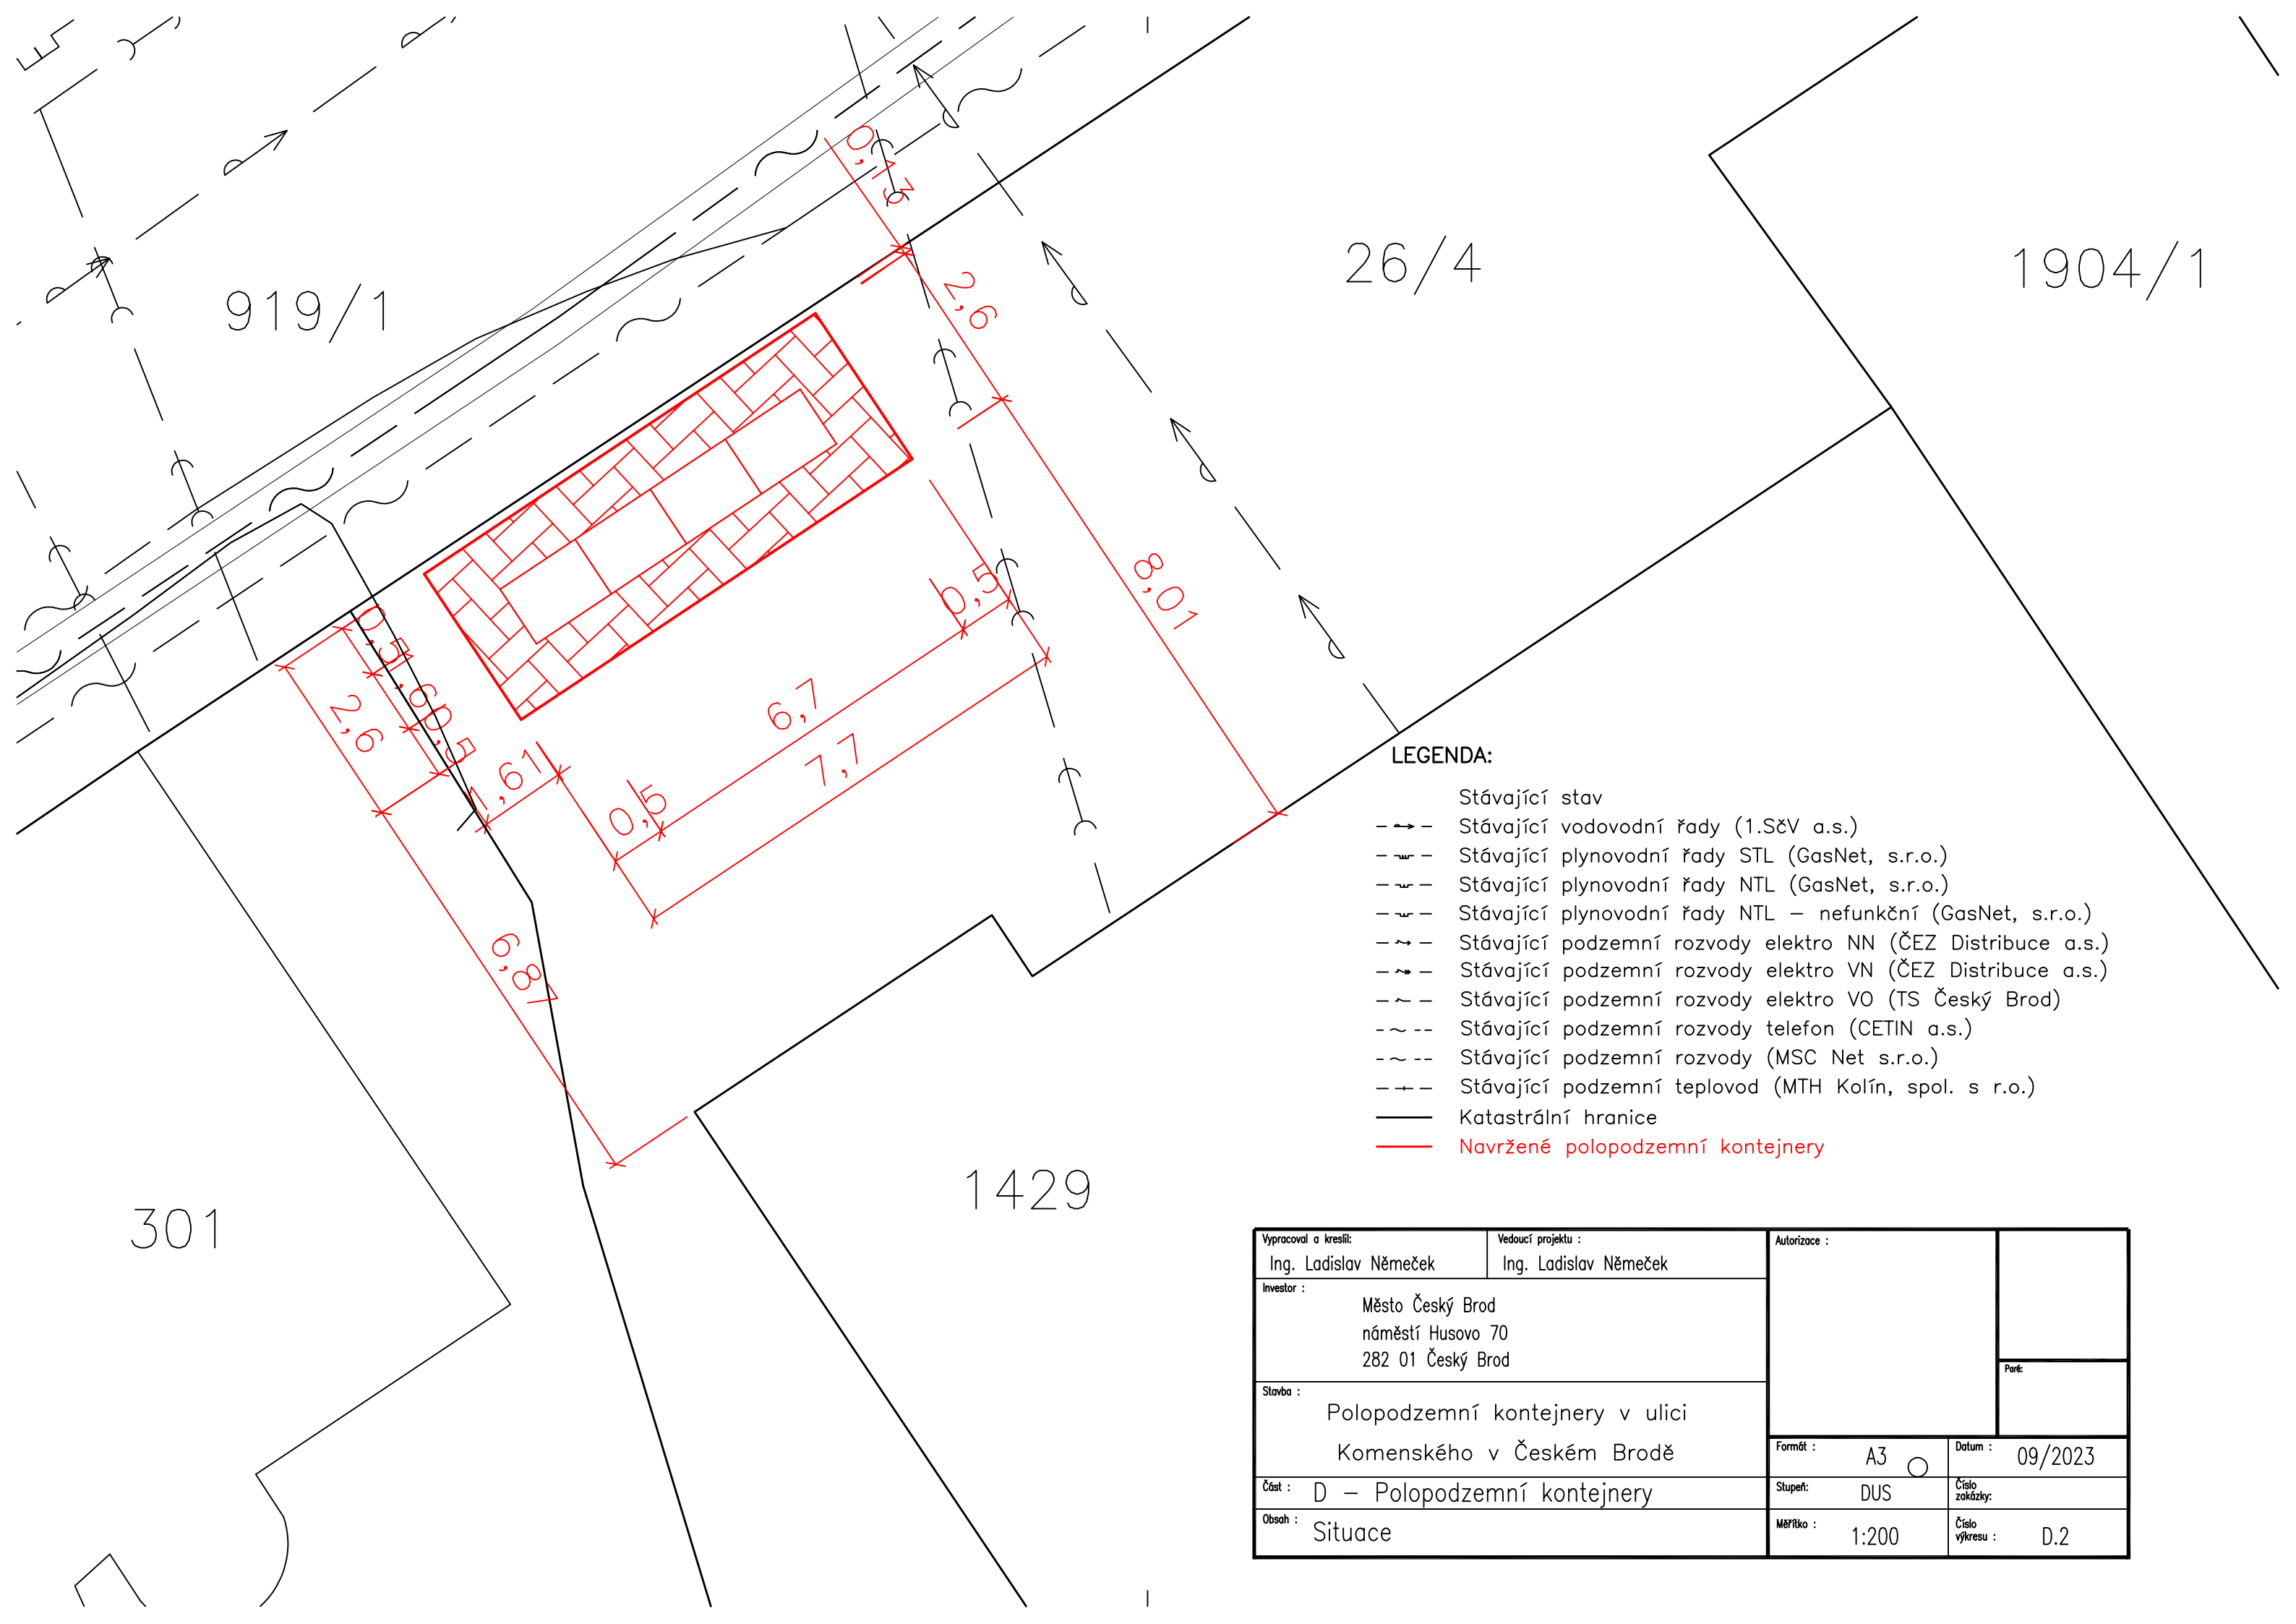 919/1
26/4
1904/1
0,13
2,6
8,01
0,5
1,6
0,5
2,6
1,61
0,5
6,7
0,5
7,7
6,87
301
1429
LEGENDA:
Stávající stav
Stávající vodovodní řady (1.SčV a.s.)
Stávající plynovodní řady STL (GasNet, s.r.o.)
Stávající plynovodní řady NTL (GasNet, s.r.o.)
Stávající plynovodní řady NTL – nefunkční (GasNet, s.r.o.)
Stávající podzemní rozvody elektro NN (ČEZ Distribuce a.s.)
Stávající podzemní rozvody elektro VN (ČEZ Distribuce a.s.)
Stávající podzemní rozvody elektro VO (TS Český Brod)
Stávající podzemní rozvody telefon (CETIN a.s.)
Stávající podzemní rozvody (MSC Net s.r.o.)
Stávající podzemní teplovod (MTH Kolín, spol. s r.o.)
Katastrální hranice
Navržené polopodzemní kontejnery
Vypracoval a kreslil:
Ing. Ladislav Němeček
Vedoucí projektu :
Ing. Ladislav Němeček
Autorizace :
Investor :
Město Český Brod
náměstí Husovo 70
282 01 Český Brod
Paré:
Stavba :
Polopodzemní kontejnery v ulici
Komenského v Českém Brodě
Formát :
A3
Datum :
09/2023
Část :
D – Polopodzemní kontejnery
Stupeň:
DUS
Číslo
zakázky:
Obsah :
Situace
Měřítko :
1:200
Číslo
výkresu :
D.2